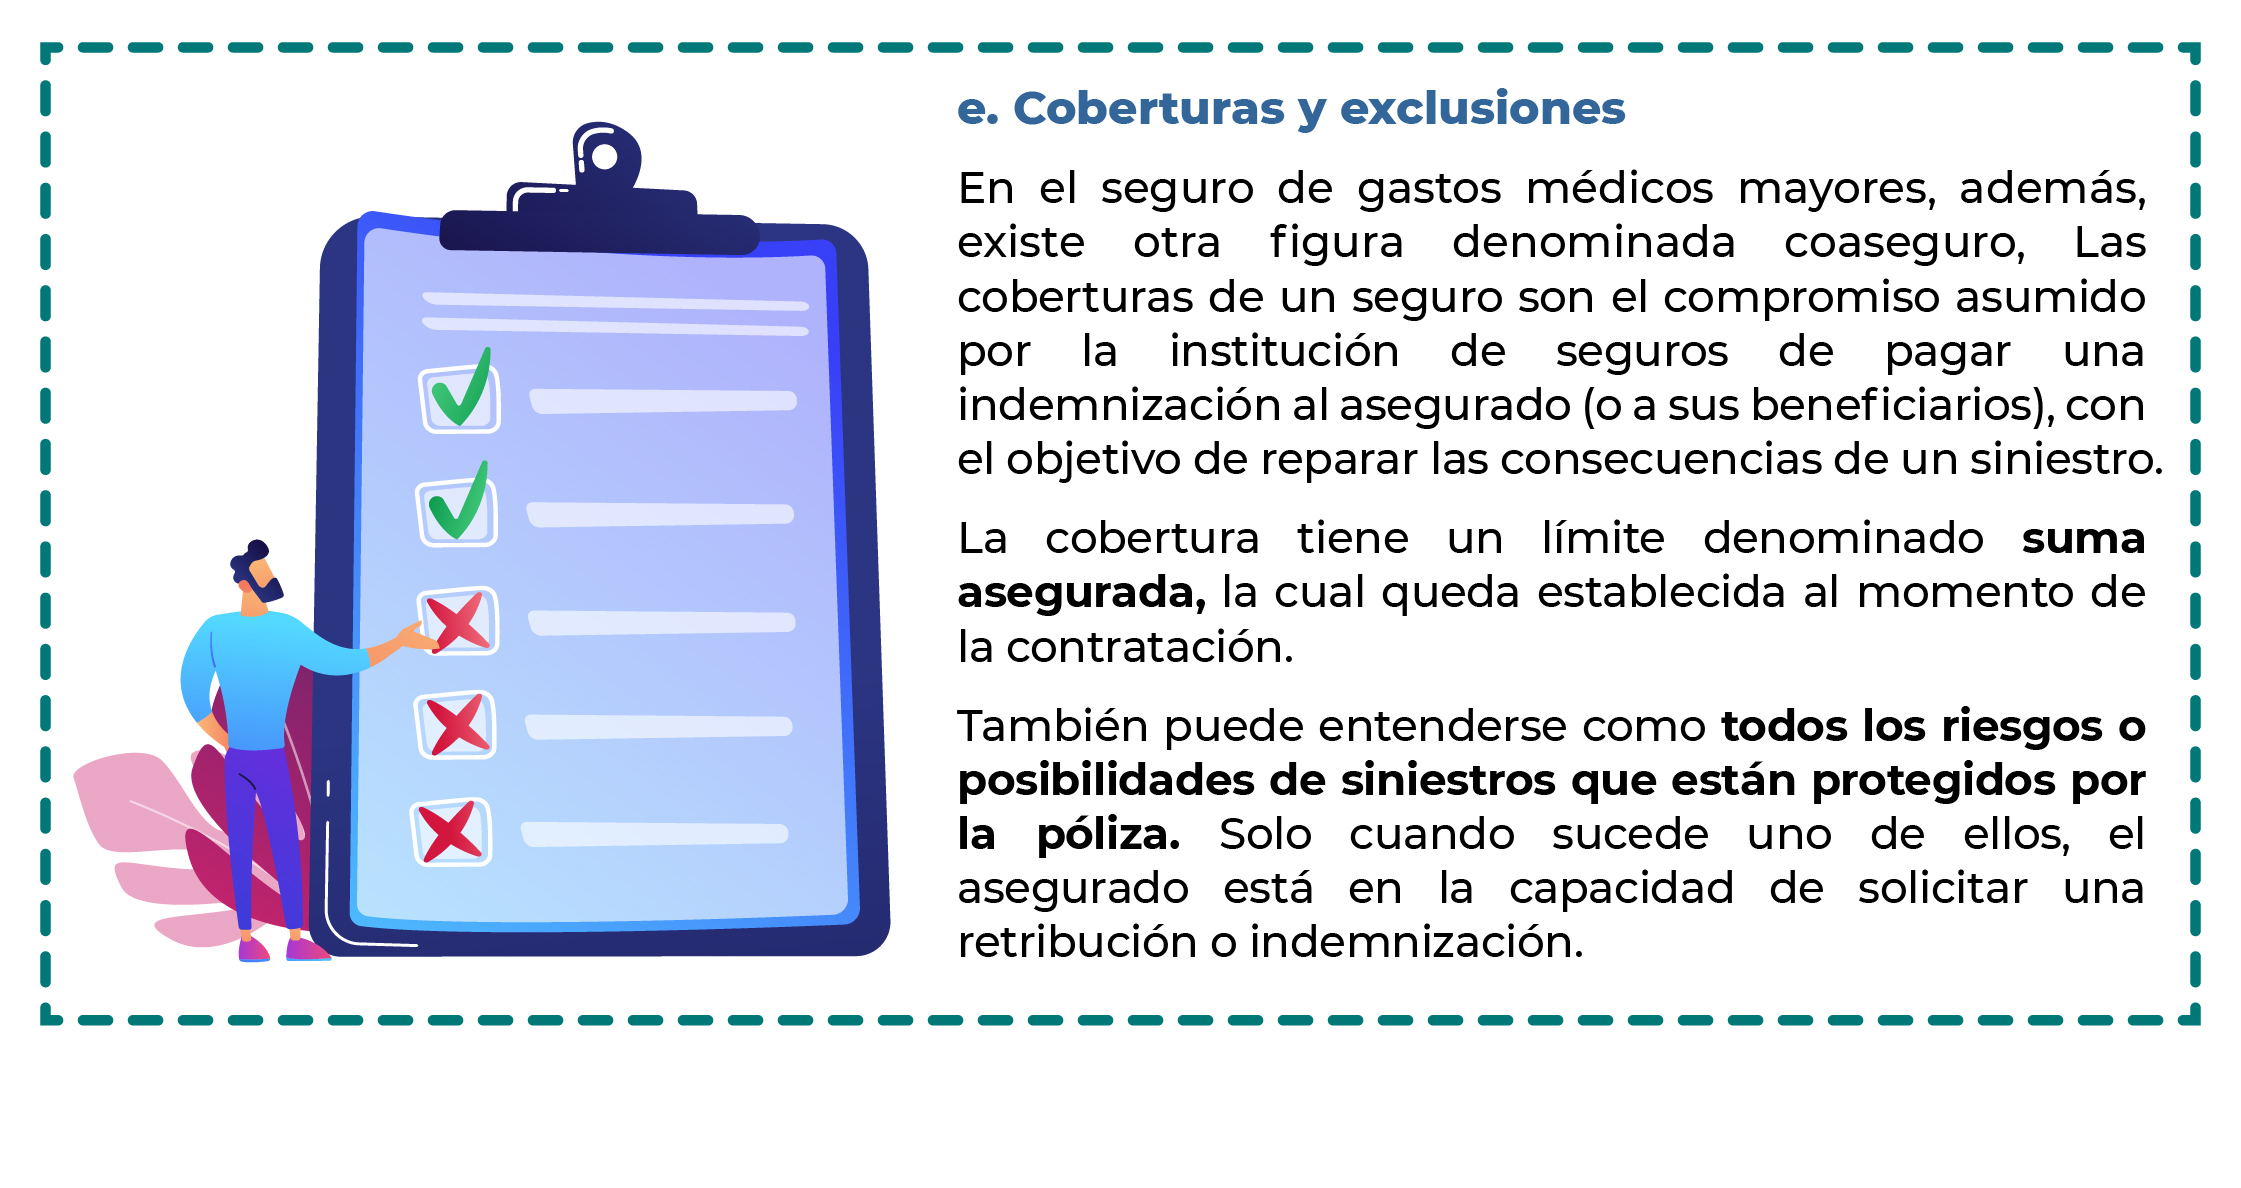 e. Coberturas y exclusiones
En el seguro de gastos médicos mayores, además,
existe otra figura denominada coaseguro, Las
coberturas de un seguro son el compromiso asumido
por la institución de seguros de pagar una
indemnización al asegurado (o a sus beneficiarios), con
el objetivo de reparar las consecuencias de un siniestro.
La cobertura tiene un límite denominado suma
asegurada, la cual queda establecida al momento de
la contratación.
También puede entenderse como todos los riesgos o
posibilidades de siniestros que están protegidos por
la póliza. Solo cuando sucede uno de ellos, el
asegurado está en la capacidad de solicitar una
retribución o indemnización.